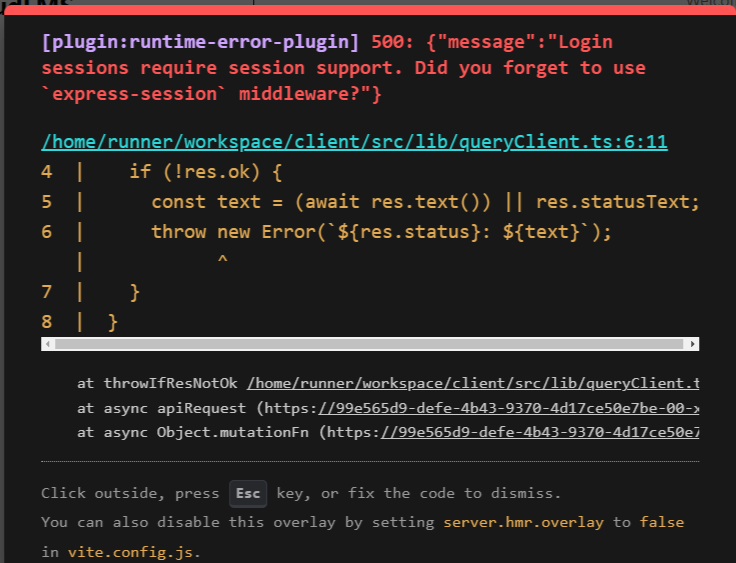 [plugin:runtime-error-plugin] 500: {"message":"Login
sessions require session support. Did you forget to use
`express-session` middleware?"}
/home/runner/workspace/client/src/lib/queryClient.ts:6:11
4  |    if (!res.ok) {
5  |      const text = (await res.text()) || res.statusText;
6  |      throw new Error(`${res.status}: ${text}`);
   |            ^
7  |    }
8  |  }
at throwIfResNotOk /home/runner/workspace/client/src/lib/queryClient.t
at async apiRequest (https://99e565d9-defe-4b43-9370-4d17ce50e7be-00-x
at async Object.mutationFn (https://99e565d9-defe-4b43-9370-4d17ce50e7
Click outside, press Esc key, or fix the code to dismiss.
You can also disable this overlay by setting server.hmr.overlay to false
in vite.config.js.